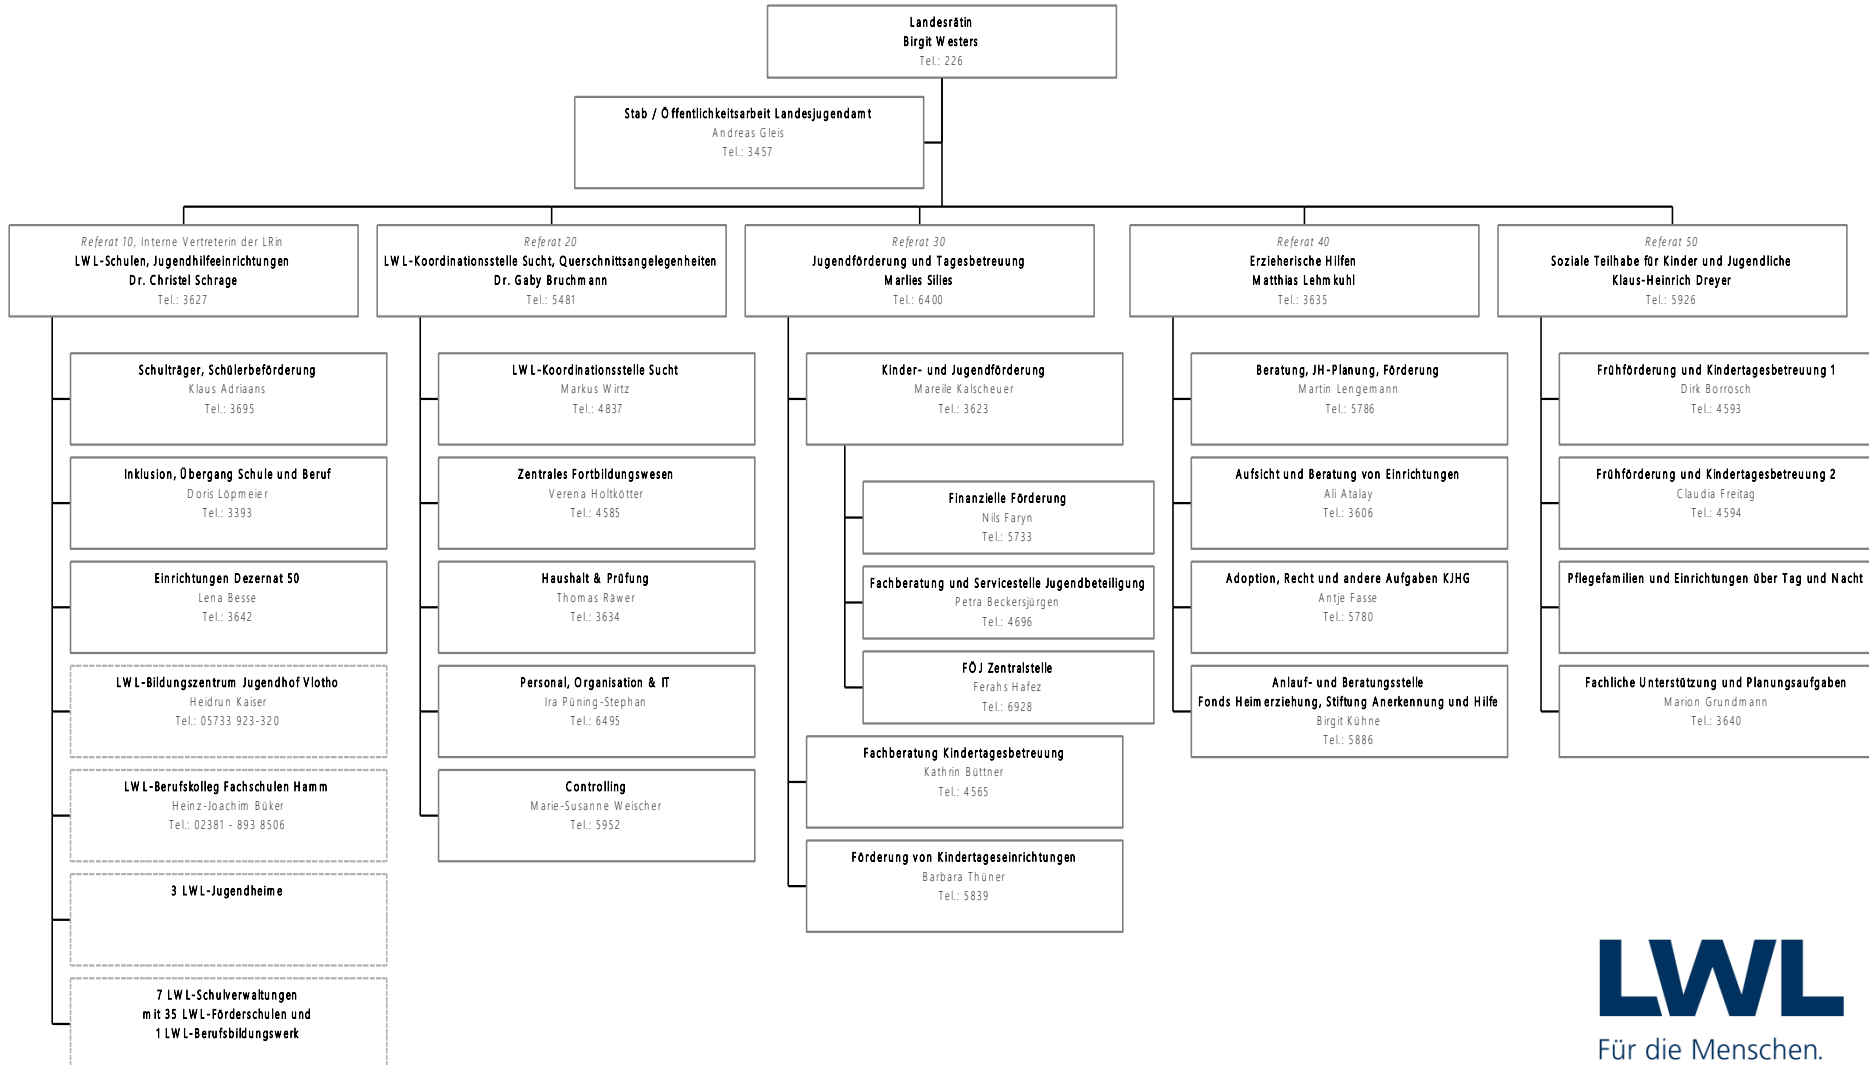 Landesrätin
Birgit Westers
Tel.: 226
Stab / Öffentlichkeitsarbeit Landesjugendamt
Andreas Gleis
Tel.: 3457
Referat 10, Interne Vertreterin der LRin
LWL-Schulen, Jugendhilfeeinrichtungen
Dr. Christel Schrage
Tel.: 3627
Schulträger, Schülerbeförderung
Klaus Adriaans
Tel.: 3695
Inklusion, Übergang Schule und Beruf
Doris Löpmeier
Tel.: 3393
Einrichtungen Dezernat 50
Lena Besse
Tel.: 3642
LWL-Bildungszentrum Jugendhof Vlotho
Heidrun Kaiser
Tel.: 05733 923-320
LWL-Berufskolleg Fachschulen Hamm
Heinz-Joachim Büker
Tel.: 02381 - 893 8506
3 LWL-Jugendheime
7 LWL-Schulverwaltungen
mit 35 LWL-Förderschulen und
1 LWL-Berufsbildungswerk
Referat 20
LWL-Koordinationsstelle Sucht, Querschnittsangelegenheiten
Dr. Gaby Bruchmann
Tel.: 5481
LWL-Koordinationsstelle Sucht
Markus Wirtz
Tel.: 4837
Zentrales Fortbildungswesen
Verena Holtkötter
Tel.: 4585
Haushalt & Prüfung
Thomas Räwer
Tel.: 3634
Personal, Organisation & IT
Ira Püning-Stephan
Tel.: 6495
Controlling
Marie-Susanne Weischer
Tel.: 5952
Referat 30
Jugendförderung und Tagesbetreuung
Marlies Silies
Tel.: 6400
Kinder- und Jugendförderung
Mareile Kalscheuer
Tel.: 3623
Finanzielle Förderung
Nils Faryn
Tel.: 5733
Fachberatung und Servicestelle Jugendbeteiligung
Petra Beckersjürgen
Tel.: 4696
FÖJ Zentralstelle
Ferahs Hafez
Tel.: 6928
Fachberatung Kindertagesbetreuung
Kathrin Büttner
Tel.: 4565
Förderung von Kindertageseinrichtungen
Barbara Thüner
Tel.: 5839
Referat 40
Erzieherische Hilfen
Matthias Lehmkuhl
Tel.: 3635
Beratung, JH-Planung, Förderung
Martin Lengemann
Tel.: 5786
Aufsicht und Beratung von Einrichtungen
Ali Atalay
Tel.: 3606
Adoption, Recht und andere Aufgaben KJHG
Antje Fasse
Tel.: 5780
Anlauf- und Beratungsstelle
Fonds Heimerziehung, Stiftung Anerkennung und Hilfe
Birgit Kühne
Tel.: 5886
Referat 50
Soziale Teilhabe für Kinder und Jugendliche
Klaus-Heinrich Dreyer
Tel.: 5926
Frühförderung und Kindertagesbetreuung 1
Dirk Borrosch
Tel.: 4593
Frühförderung und Kindertagesbetreuung 2
Claudia Freitag
Tel.: 4594
Pflegefamilien und Einrichtungen über Tag und Nacht
Fachliche Unterstützung und Planungsaufgaben
Marion Grundmann
Tel.: 3640
LWL
Für die Menschen.